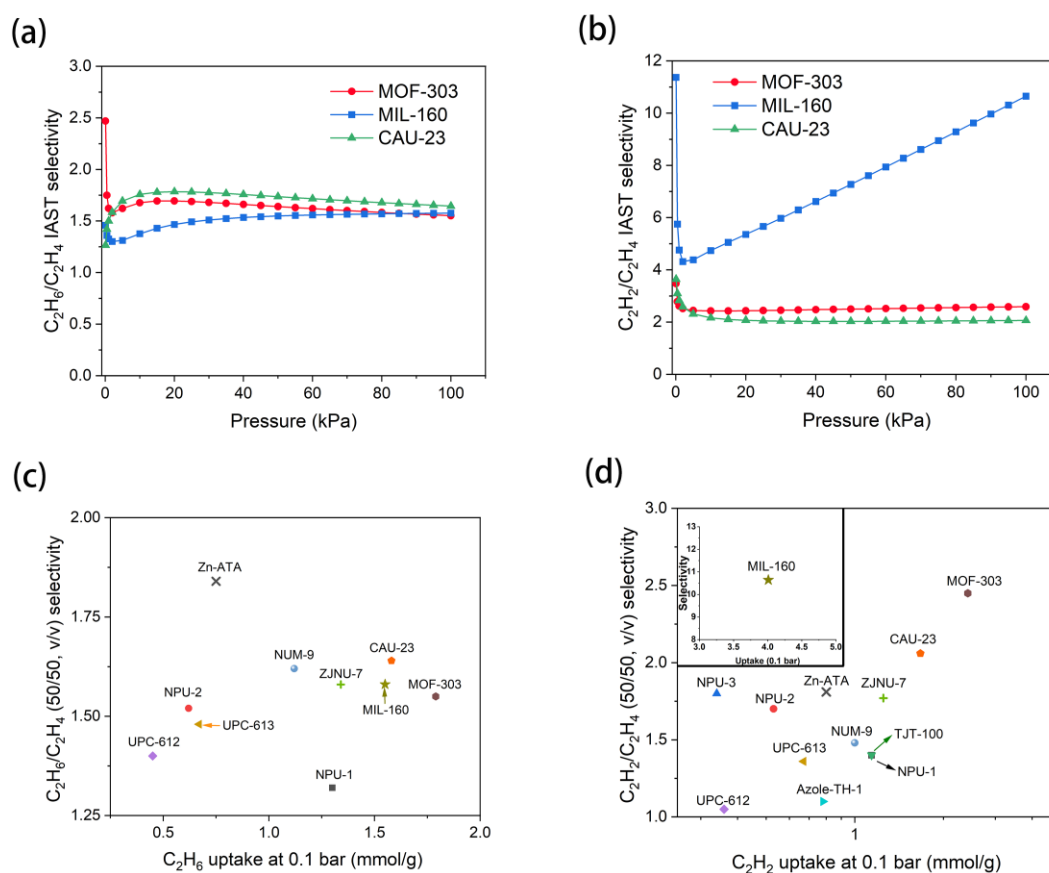 (a)
3.0
2.5
2.0
1.5
1.0
0.5
0.0
0
20
40
60
80
100
C₂H₆/C₂H₄ IAST selectivity
Pressure (kPa)
MOF-303
MIL-160
CAU-23
(b)
12
10
8
6
4
2
0
0
20
40
60
80
100
C₂H₂/C₂H₄ IAST selectivity
Pressure (kPa)
MOF-303
MIL-160
CAU-23
(c)
2.00
1.75
1.50
1.25
0.5
1.0
1.5
2.0
C₂H₆/C₂H₄ (50/50, v/v) selectivity
C₂H₆ uptake at 0.1 bar (mmol/g)
Zn-ATA
NUM-9
CAU-23
ZJNU-7
MOF-303
MIL-160
NPU-2
UPC-613
UPC-612
NPU-1
(d)
3.0
2.5
2.0
1.5
1.0
1
C₂H₂/C₂H₄ (50/50, v/v) selectivity
C₂H₂ uptake at 0.1 bar (mmol/g)
13
12
11
10
9
8
3.0
3.5
4.0
4.5
5.0
Selectivity
Uptake (0.1 bar)
MIL-160
MOF-303
CAU-23
NPU-3
Zn-ATA
ZJNU-7
NPU-2
NUM-9
TJT-100
UPC-613
NPU-1
Azole-TH-1
UPC-612